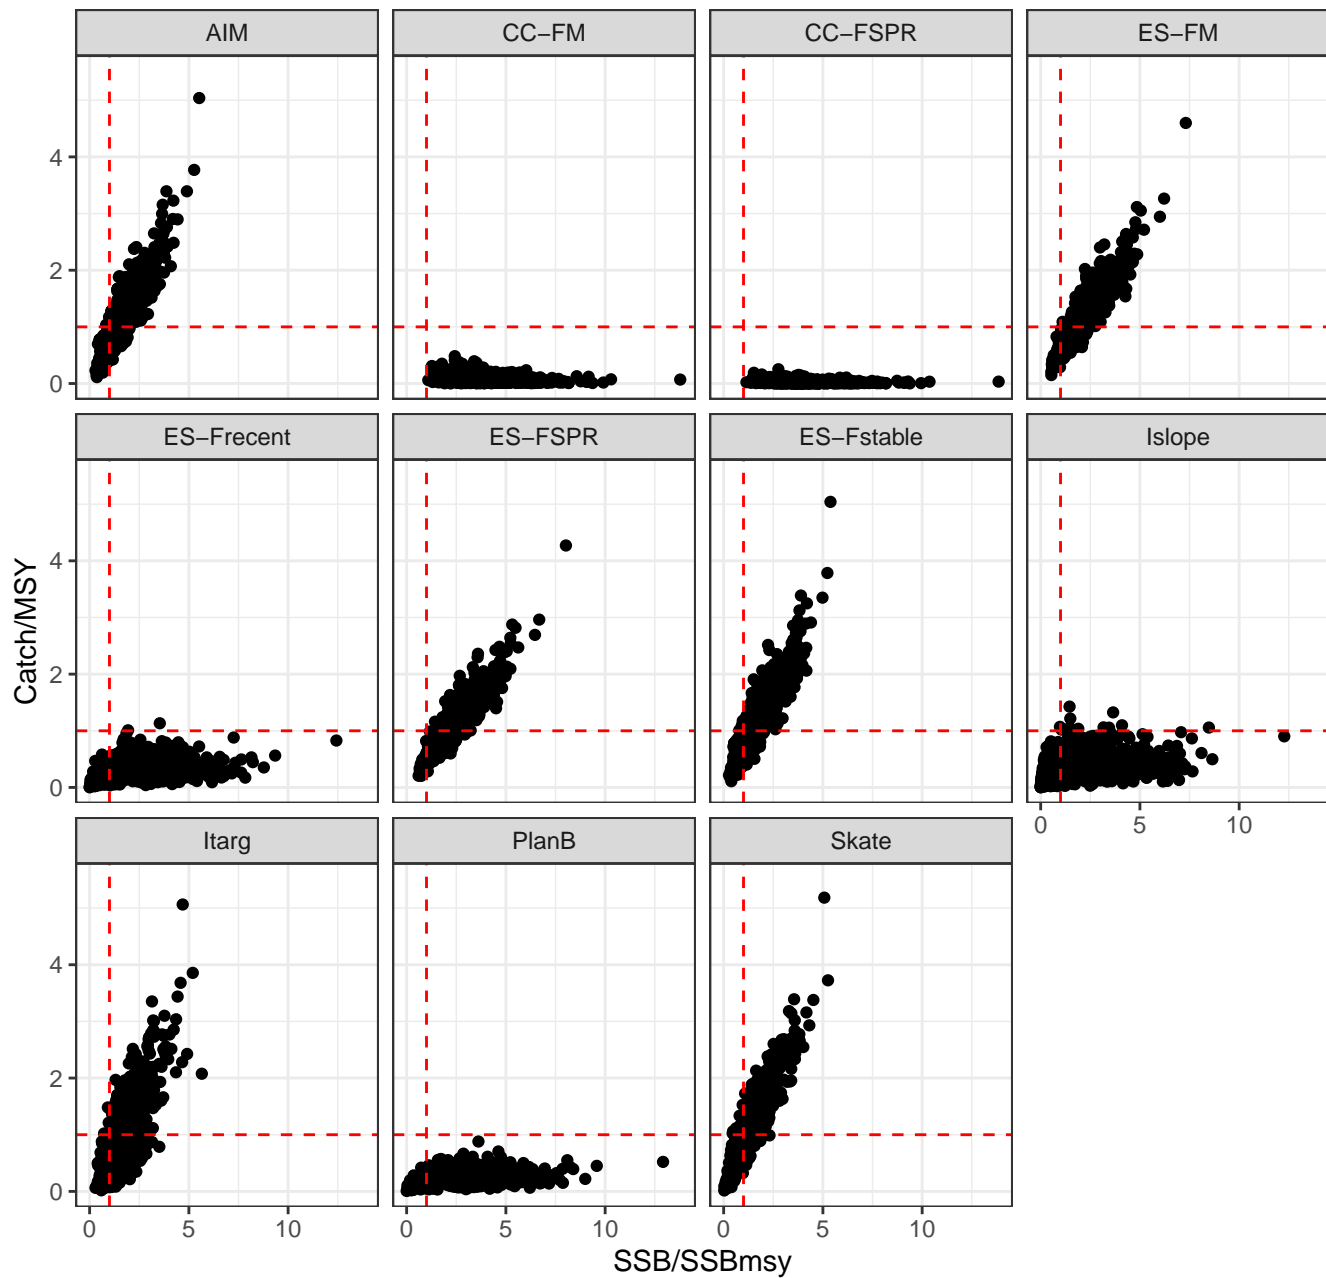 AIM CC−FM CC−FSPR ES−FM
4
2
0
ES−Frecent ES−FSPR ES−Fstable Islope
4
2
0
0 5 10
Itarg PlanB Skate
4
2
0
0 5 10 0 5 10 0 5 10
Catch/MSY
SSB/SSBmsy